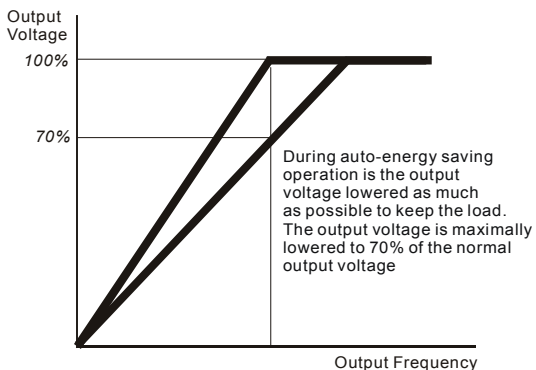 Output
Voltage
100%
70%
During auto-energy saving
operation is the output
voltage lowered as much
as possible to keep the load.
The output voltage is maximally
lowered to 70% of the normal
output voltage
Output Frequency